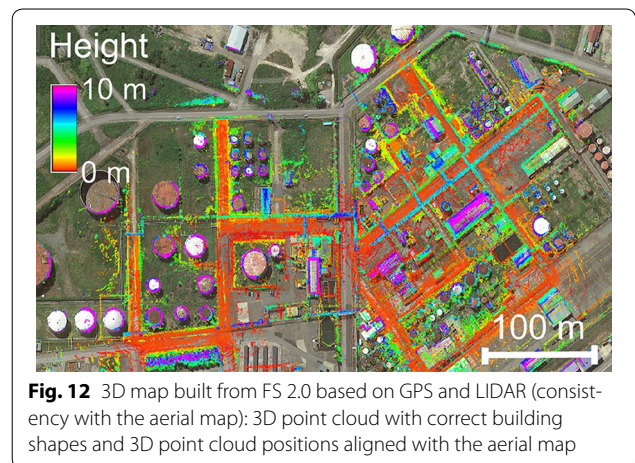 Height
10 m
0 m
100 m
Fig. 12 3D map built from FS 2.0 based on GPS and LIDAR (consist-
ency with the aerial map): 3D point cloud with correct building
shapes and 3D point cloud positions aligned with the aerial map